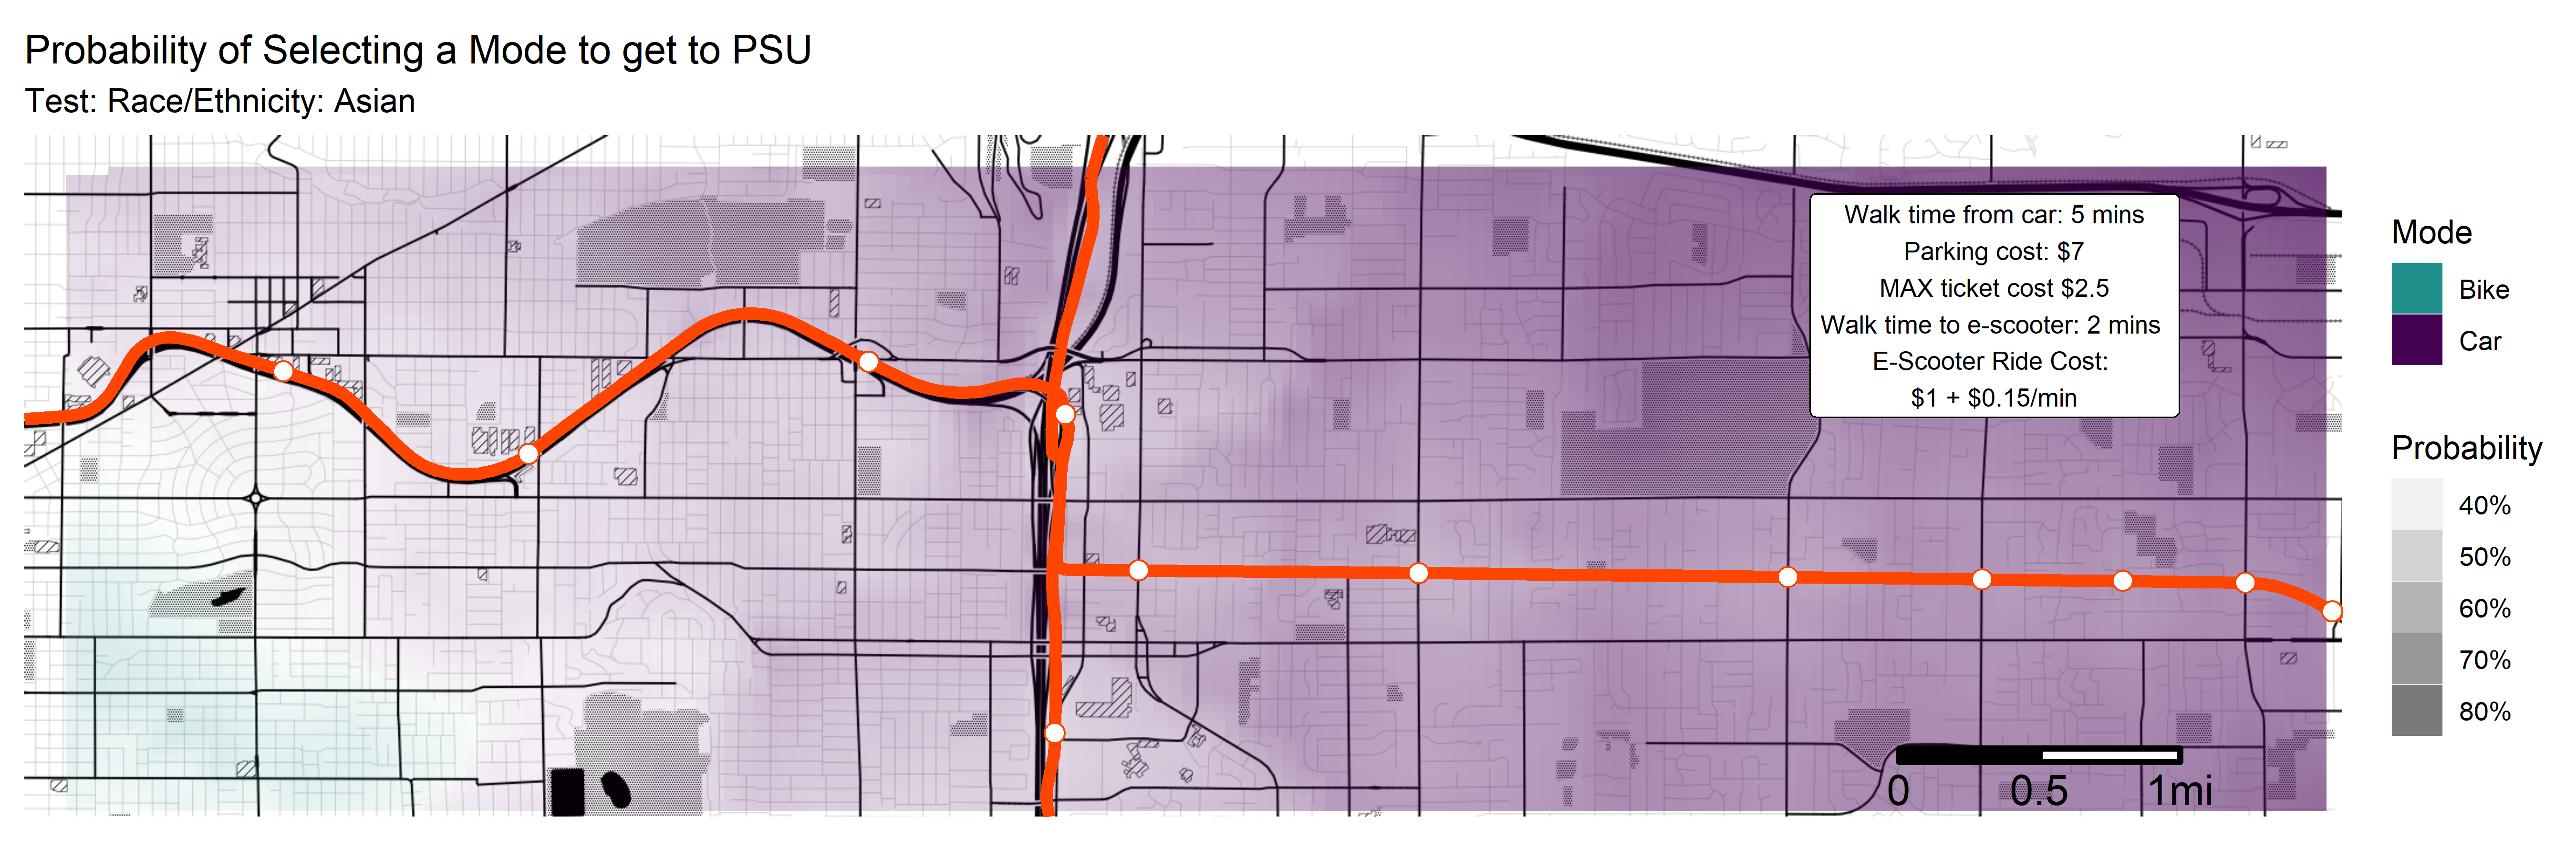 Probability of Selecting a Mode to get to PSU
Test: Race/Ethnicity: Asian
Walk time from car: 5 mins
Parking cost: $7
MAX ticket cost $2.5
Walk time to e-scooter: 2 mins
E-Scooter Ride Cost:
$1 + $0.15/min
Mode
Bike
Car
Probability
40%
50%
60%
70%
80%
0 0.5 1mi